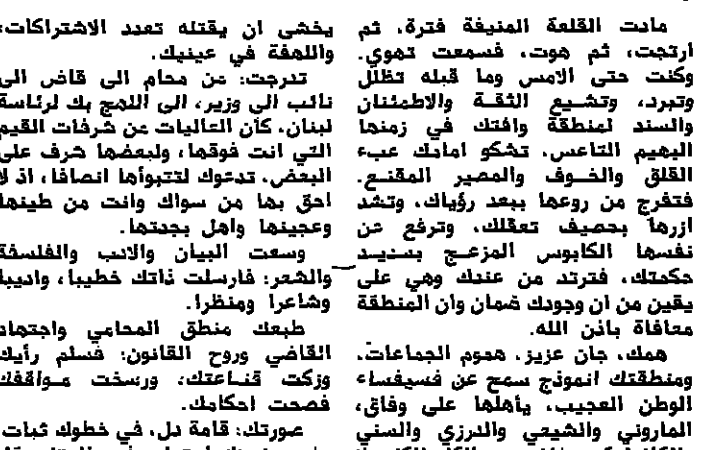 مادت القلعة المنيفة فترة، ثم
ارتجت، ثم هوت، فسمعت تهوي.
وكنت حتى الامس وما قبله تظلل
وتبرد، وتشيع الثقة والاطمئنان
والسند لمنطقة وافتك في زمنها
البهيم التاعس، تشكو امامك عبء
القلق والخوف والمصير المقنع.
فتفرج من روعها ببعد رؤياك، وتشد
ازرها بحصيف تعقلك، وترفع عن
نفسها الكابوس المزعج بسديد
حكمتك، فترتد من عندك وهي على
يقين من ان وجودك ضمان وان المنطقة
معافاة باذن الله.
همك، جان عزيز، هموم الجماعات،
ومنطقتك انموذج سمح عن فسيفساء
الوطن العجيب، يأهلها على وفاق،
الماروني والشيعي والدرزي والسني
يخشى ان يقتله تعدد الاشتراكات،
واللهفة في عينيك.
تدرجت: من محام الى قاض الى
نائب الى وزير، الى اللهج بك لرئاسة
لبنان، كأن العاليات من شرفات القيم
التي انت فوقها، ولبعضها شرف على
البعض، تدعوك لتتبوأها انصافا، اذ لا
احق بها من سواك وانت من طينها
وعجينها واهل بجدتها.
وسعت البيان والادب والفلسفة
والشعر: فارسلت ذاتك خطيبا، واديبا
وشاعرا ومنظرا.
طبعك منطق المحامي واجتهاد
القاضي وروح القانون: فسلم رأيك
وزكت قناعتك، ورسخت مواقفك
فصحت احكامك.
صورتك: قامة دل، في خطوك ثبات،